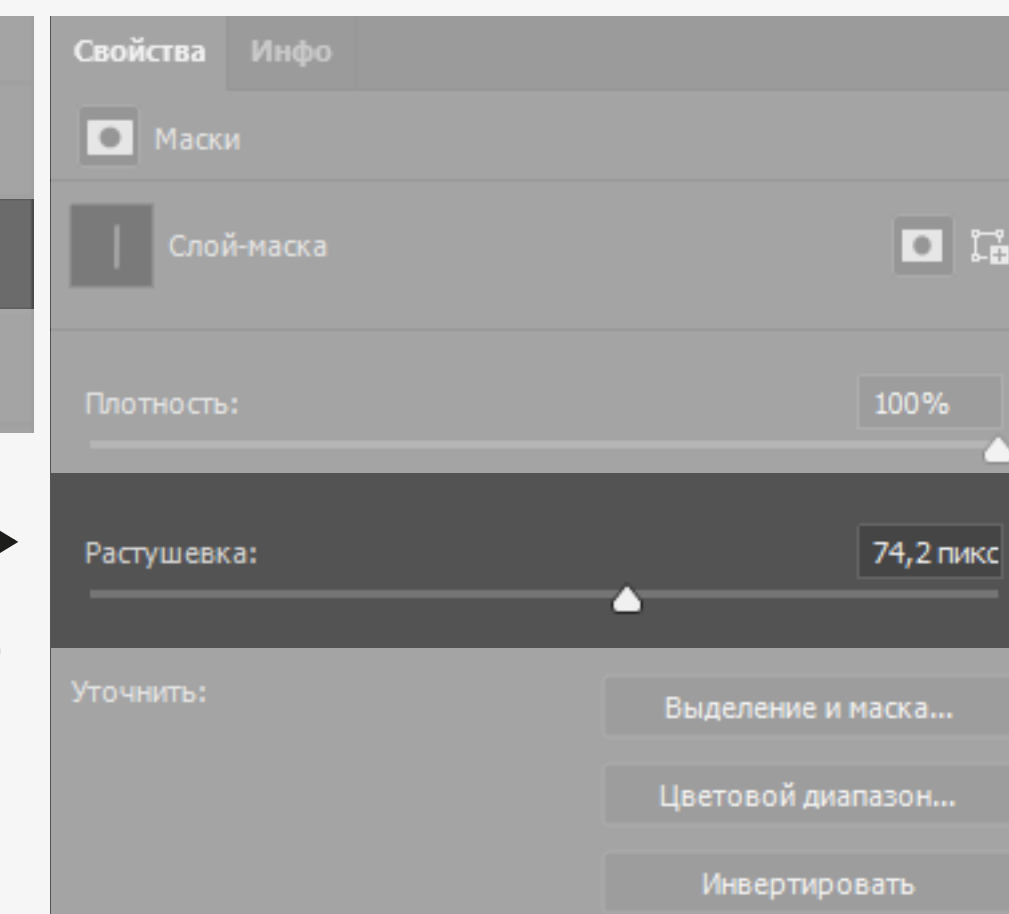 Свойства Инфо
Маски
Слой-маска
Плотность: 100%
Растушевка: 74,2 пикс
Уточнить: Выделение и маска...
Цветовой диапазон...
Инвертировать